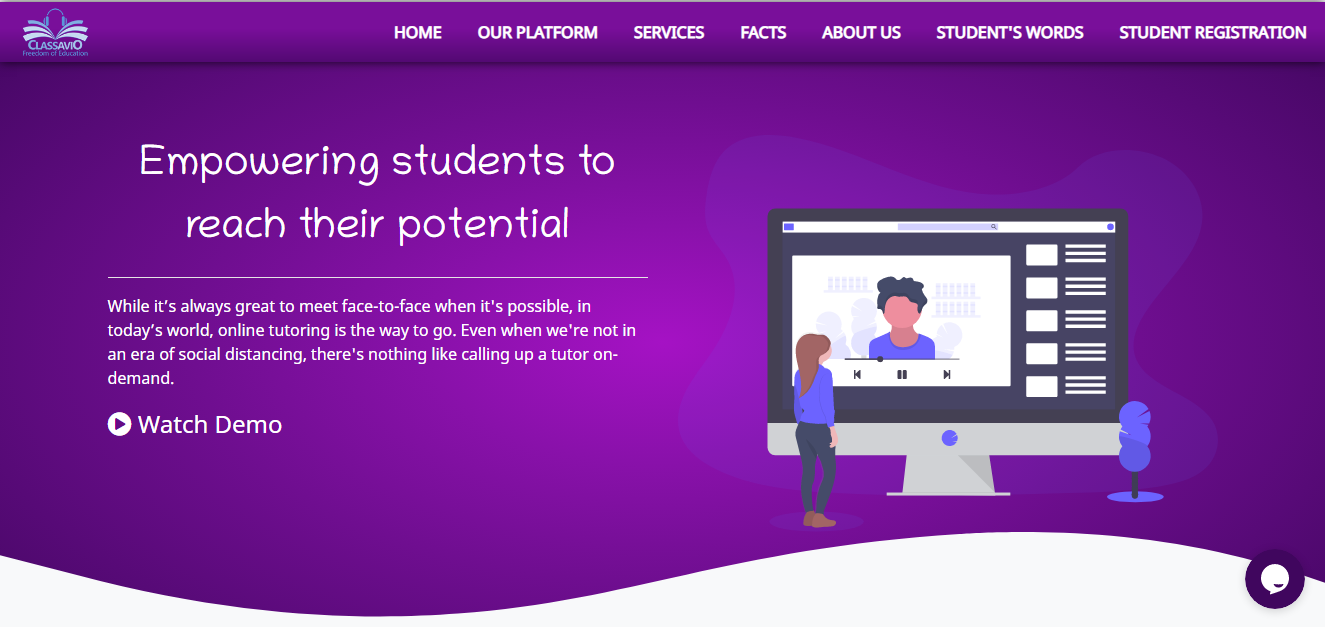 CLASSAVIO
Freedom of Education
HOME OUR PLATFORM SERVICES FACTS ABOUT US STUDENT'S WORDS STUDENT REGISTRATION
Empowering students to
reach their potential
While it’s always great to meet face-to-face when it's possible, in
today’s world, online tutoring is the way to go. Even when we're not in
an era of social distancing, there's nothing like calling up a tutor on-
demand.
Watch Demo